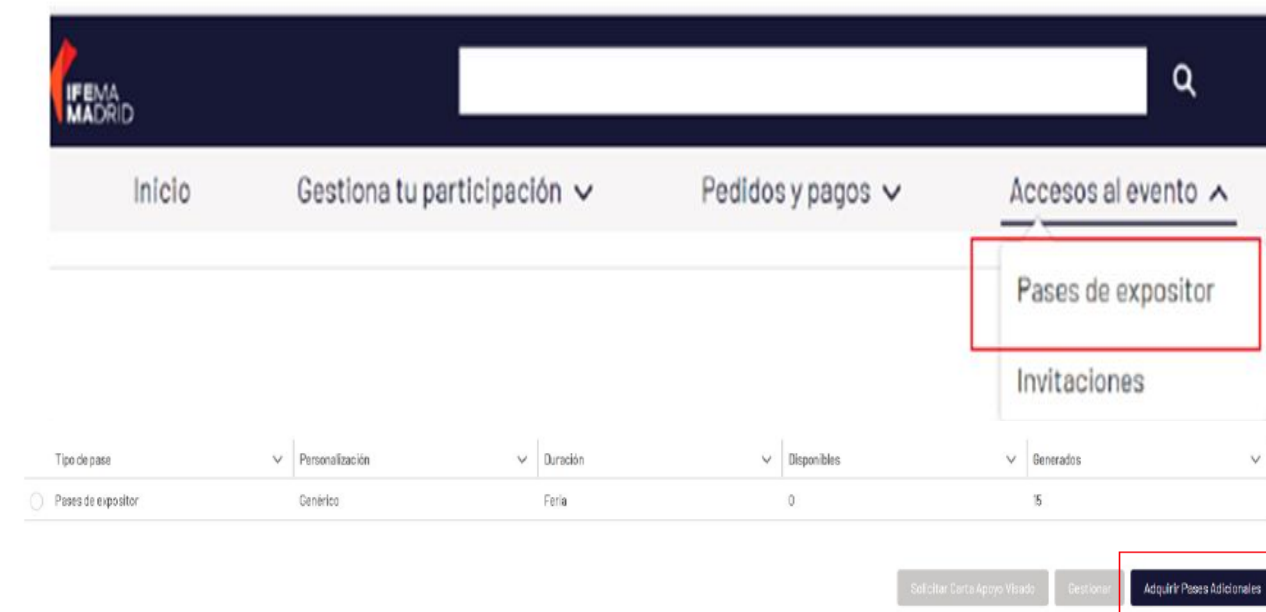 IFEMA
MADRID
Inicio Gestiona tu participación Pedidos y pagos Accesos al evento
Pases de expositor
Invitaciones
Tipo de pase Personalización Duración Disponibles Generados
Pases de expositor Genérico Feria 0 15
Solicitar Carta Apoyo Visado Gestionar Adquirir Pases Adicionales